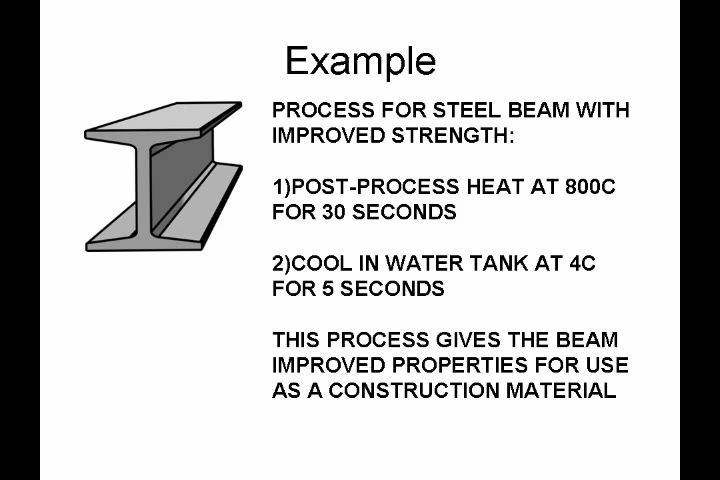 Example
PROCESS FOR STEEL BEAM WITH
IMPROVED STRENGTH:
1)POST-PROCESS HEAT AT 800C
FOR 30 SECONDS
2)COOL IN WATER TANK AT 4C
FOR 5 SECONDS
THIS PROCESS GIVES THE BEAM
IMPROVED PROPERTIES FOR USE
AS A CONSTRUCTION MATERIAL